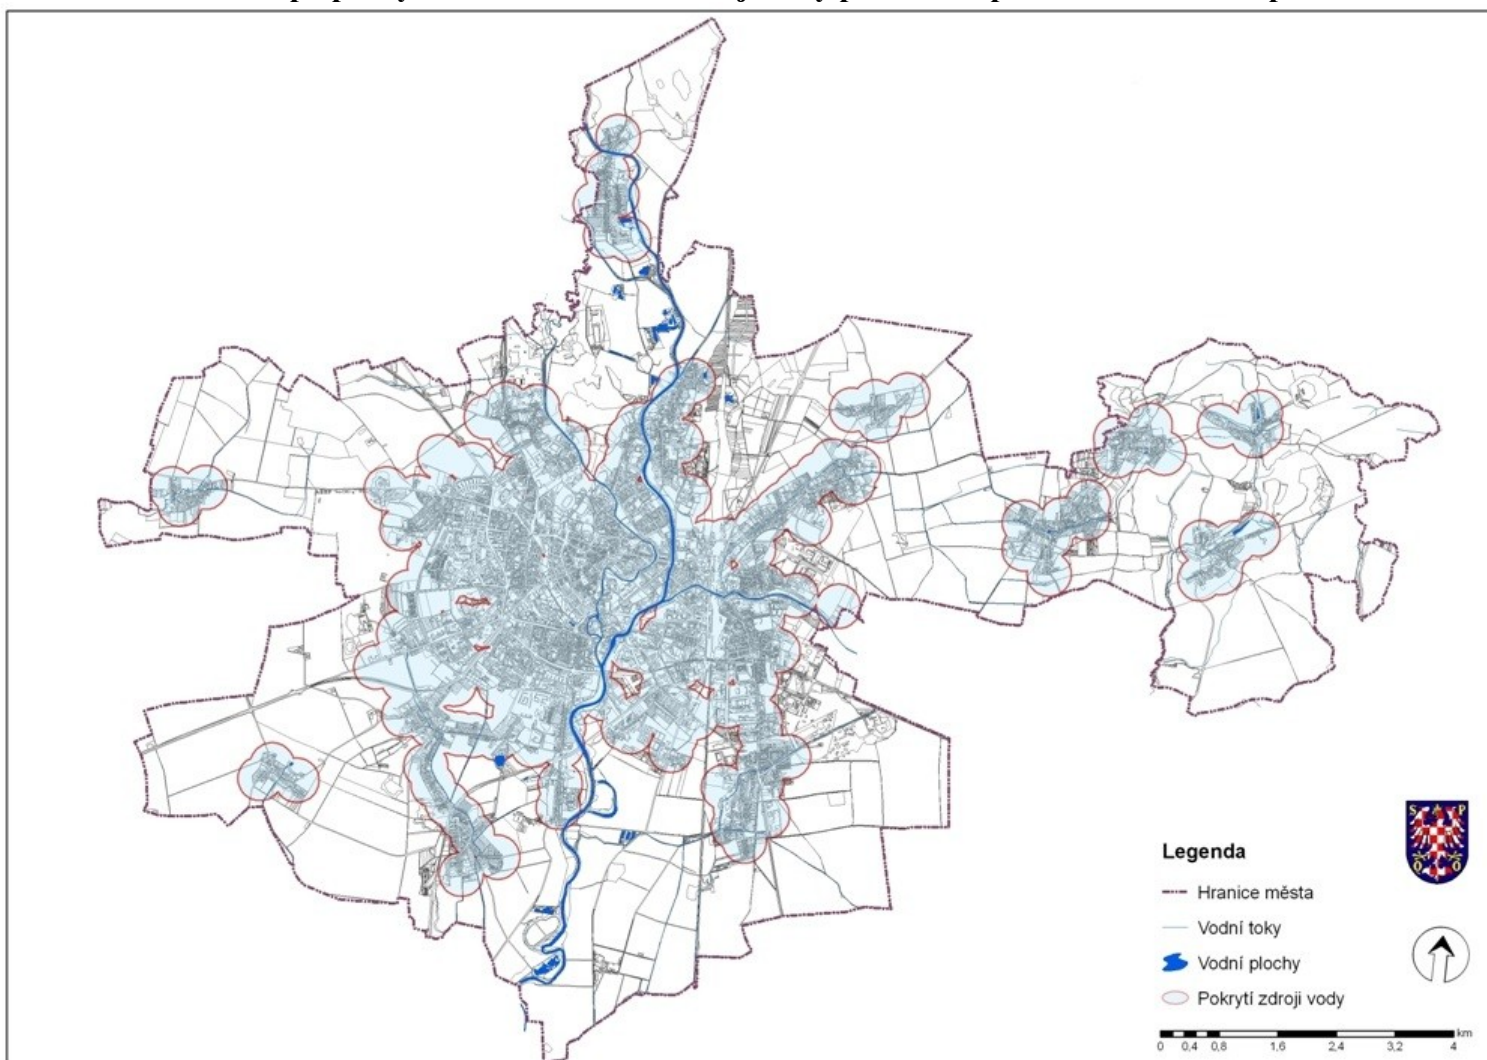 Legenda
Hranice města
Vodní toky
Vodní plochy
Pokrytí zdroji vody
km
0 0,4 0,8 1,6 2,4 3,2 4
S P
Q O